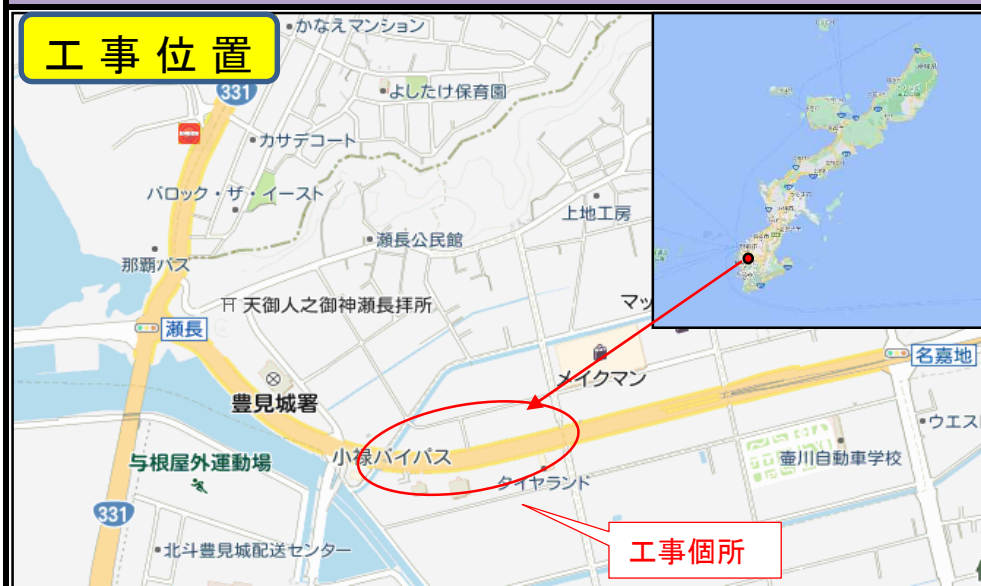 工事位置
かなえマンション
331
よしたけ保育園
カサデコート
バロック・ザ・イースト
上地工房
瀬長公民館
那覇バス
天御人之御神瀬長拝所
マッ
瀬長
名嘉地
メイクマン
豊見城署
ウエス
小禄バイパス
与根屋外運動場
壷川自動車学校
タイヤランド
331
工事個所
北斗豊見城配送センター